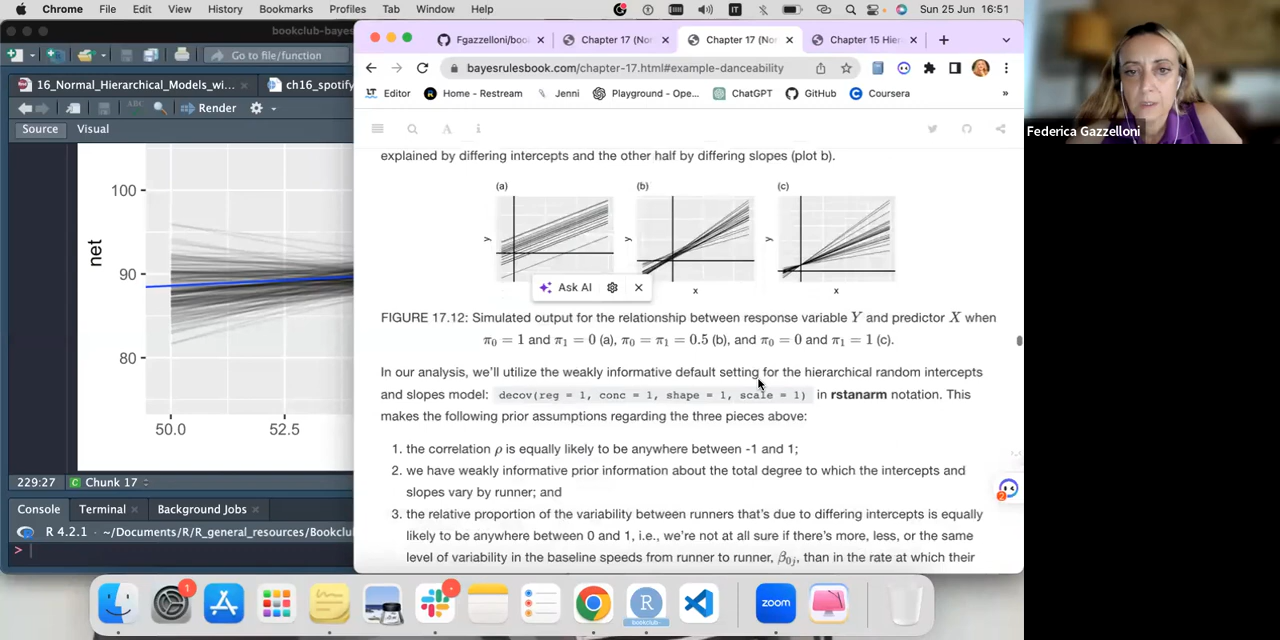 Chrome File Edit View History Bookmarks Profiles Tab Window Help
IT
Sun 25 Jun 16:51
bookclub-bayes
Go to file/function
16_Normal_Hierarchical_Models_wi...
ch16_spotify
ABC
Render
Source Visual
100
90
80
net
50.0 52.5
229:27
C Chunk 17
Console Terminal Background Jobs
R 4.2.1 · ~/Documents/R/R_general_resources/Bookclu
>
Fgazzelloni/boo
Chapter 17 (Nor
Chapter 17 (No
Chapter 15 Hier
bayesrulesbook.com/chapter-17.html#example-danceability
LT Editor
Home - Restream
Jenni
Playground - Ope...
ChatGPT
GitHub
Coursera
»
explained by differing intercepts and the other half by differing slopes (plot b).
(a) (b) (c)
y y y
Ask AI
x x
FIGURE 17.12: Simulated output for the relationship between response variable Y and predictor X when
π0 = 1 and π1 = 0 (a), π0 = π1 = 0.5 (b), and π0 = 0 and π1 = 1 (c).
In our analysis, we'll utilize the weakly informative default setting for the hierarchical random intercepts
and slopes model: decov(reg = 1, conc = 1, shape = 1, scale = 1) in rstanarm notation. This
makes the following prior assumptions regarding the three pieces above:
1. the correlation ρ is equally likely to be anywhere between -1 and 1;
2. we have weakly informative prior information about the total degree to which the intercepts and
slopes vary by runner; and
3. the relative proportion of the variability between runners that's due to differing intercepts is equally
likely to be anywhere between 0 and 1, i.e., we're not at all sure if there's more, less, or the same
level of variability in the baseline speeds from runner to runner, β0j, than in the rate at which their
2
1
R
bookclub-
zoom
Federica Gazzelloni